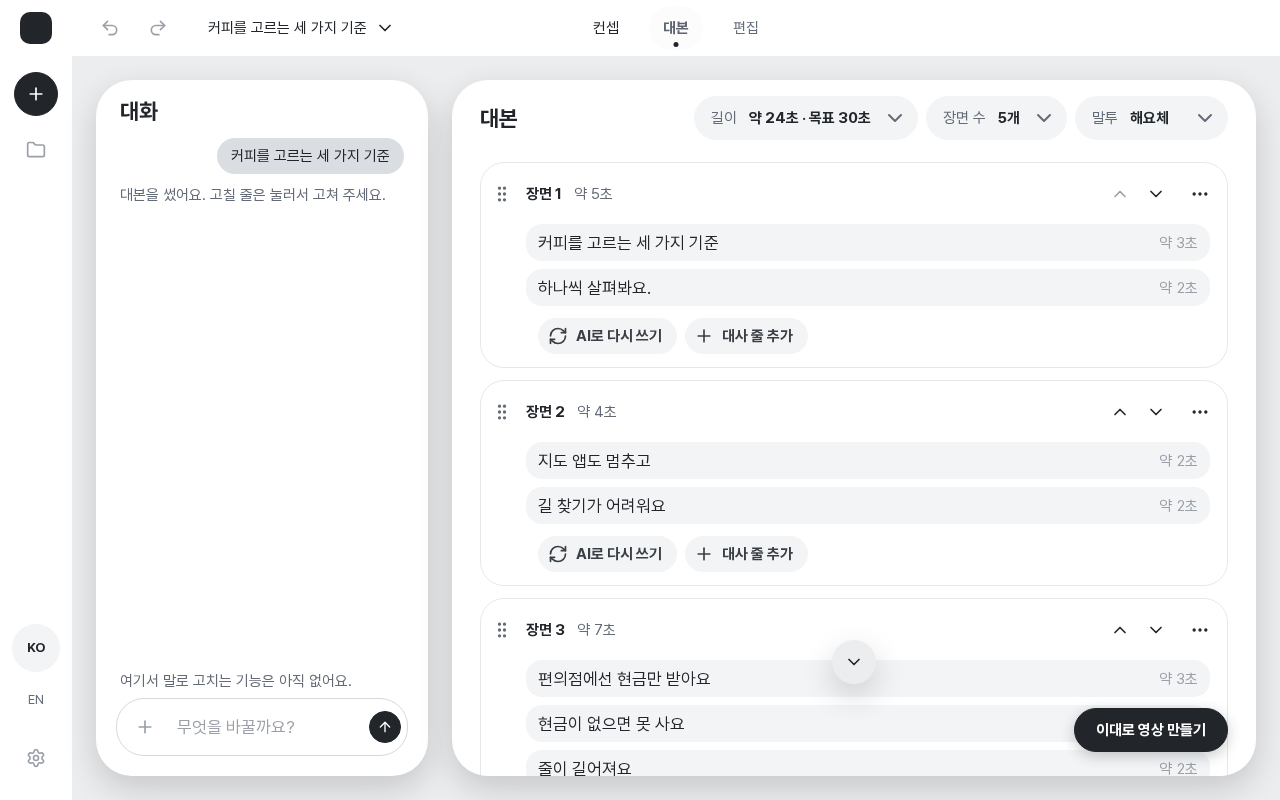 커피를 고르는 세 가지 기준
컨셉
대본
편집
대화
커피를 고르는 세 가지 기준
대본을 썼어요. 고칠 줄은 눌러서 고쳐 주세요.
여기서 말로 고치는 기능은 아직 없어요.
무엇을 바꿀까요?
KO
EN
대본
길이 약 24초 · 목표 30초
장면 수 5개
말투 해요체
장면 1 약 5초
커피를 고르는 세 가지 기준 약 3초
하나씩 살펴봐요. 약 2초
AI로 다시 쓰기 대사 줄 추가
장면 2 약 4초
지도 앱도 멈추고 약 2초
길 찾기가 어려워요 약 2초
AI로 다시 쓰기 대사 줄 추가
장면 3 약 7초
편의점에선 현금만 받아요 약 3초
현금이 없으면 못 사요
이대로 영상 만들기
줄이 길어져요 약 2초